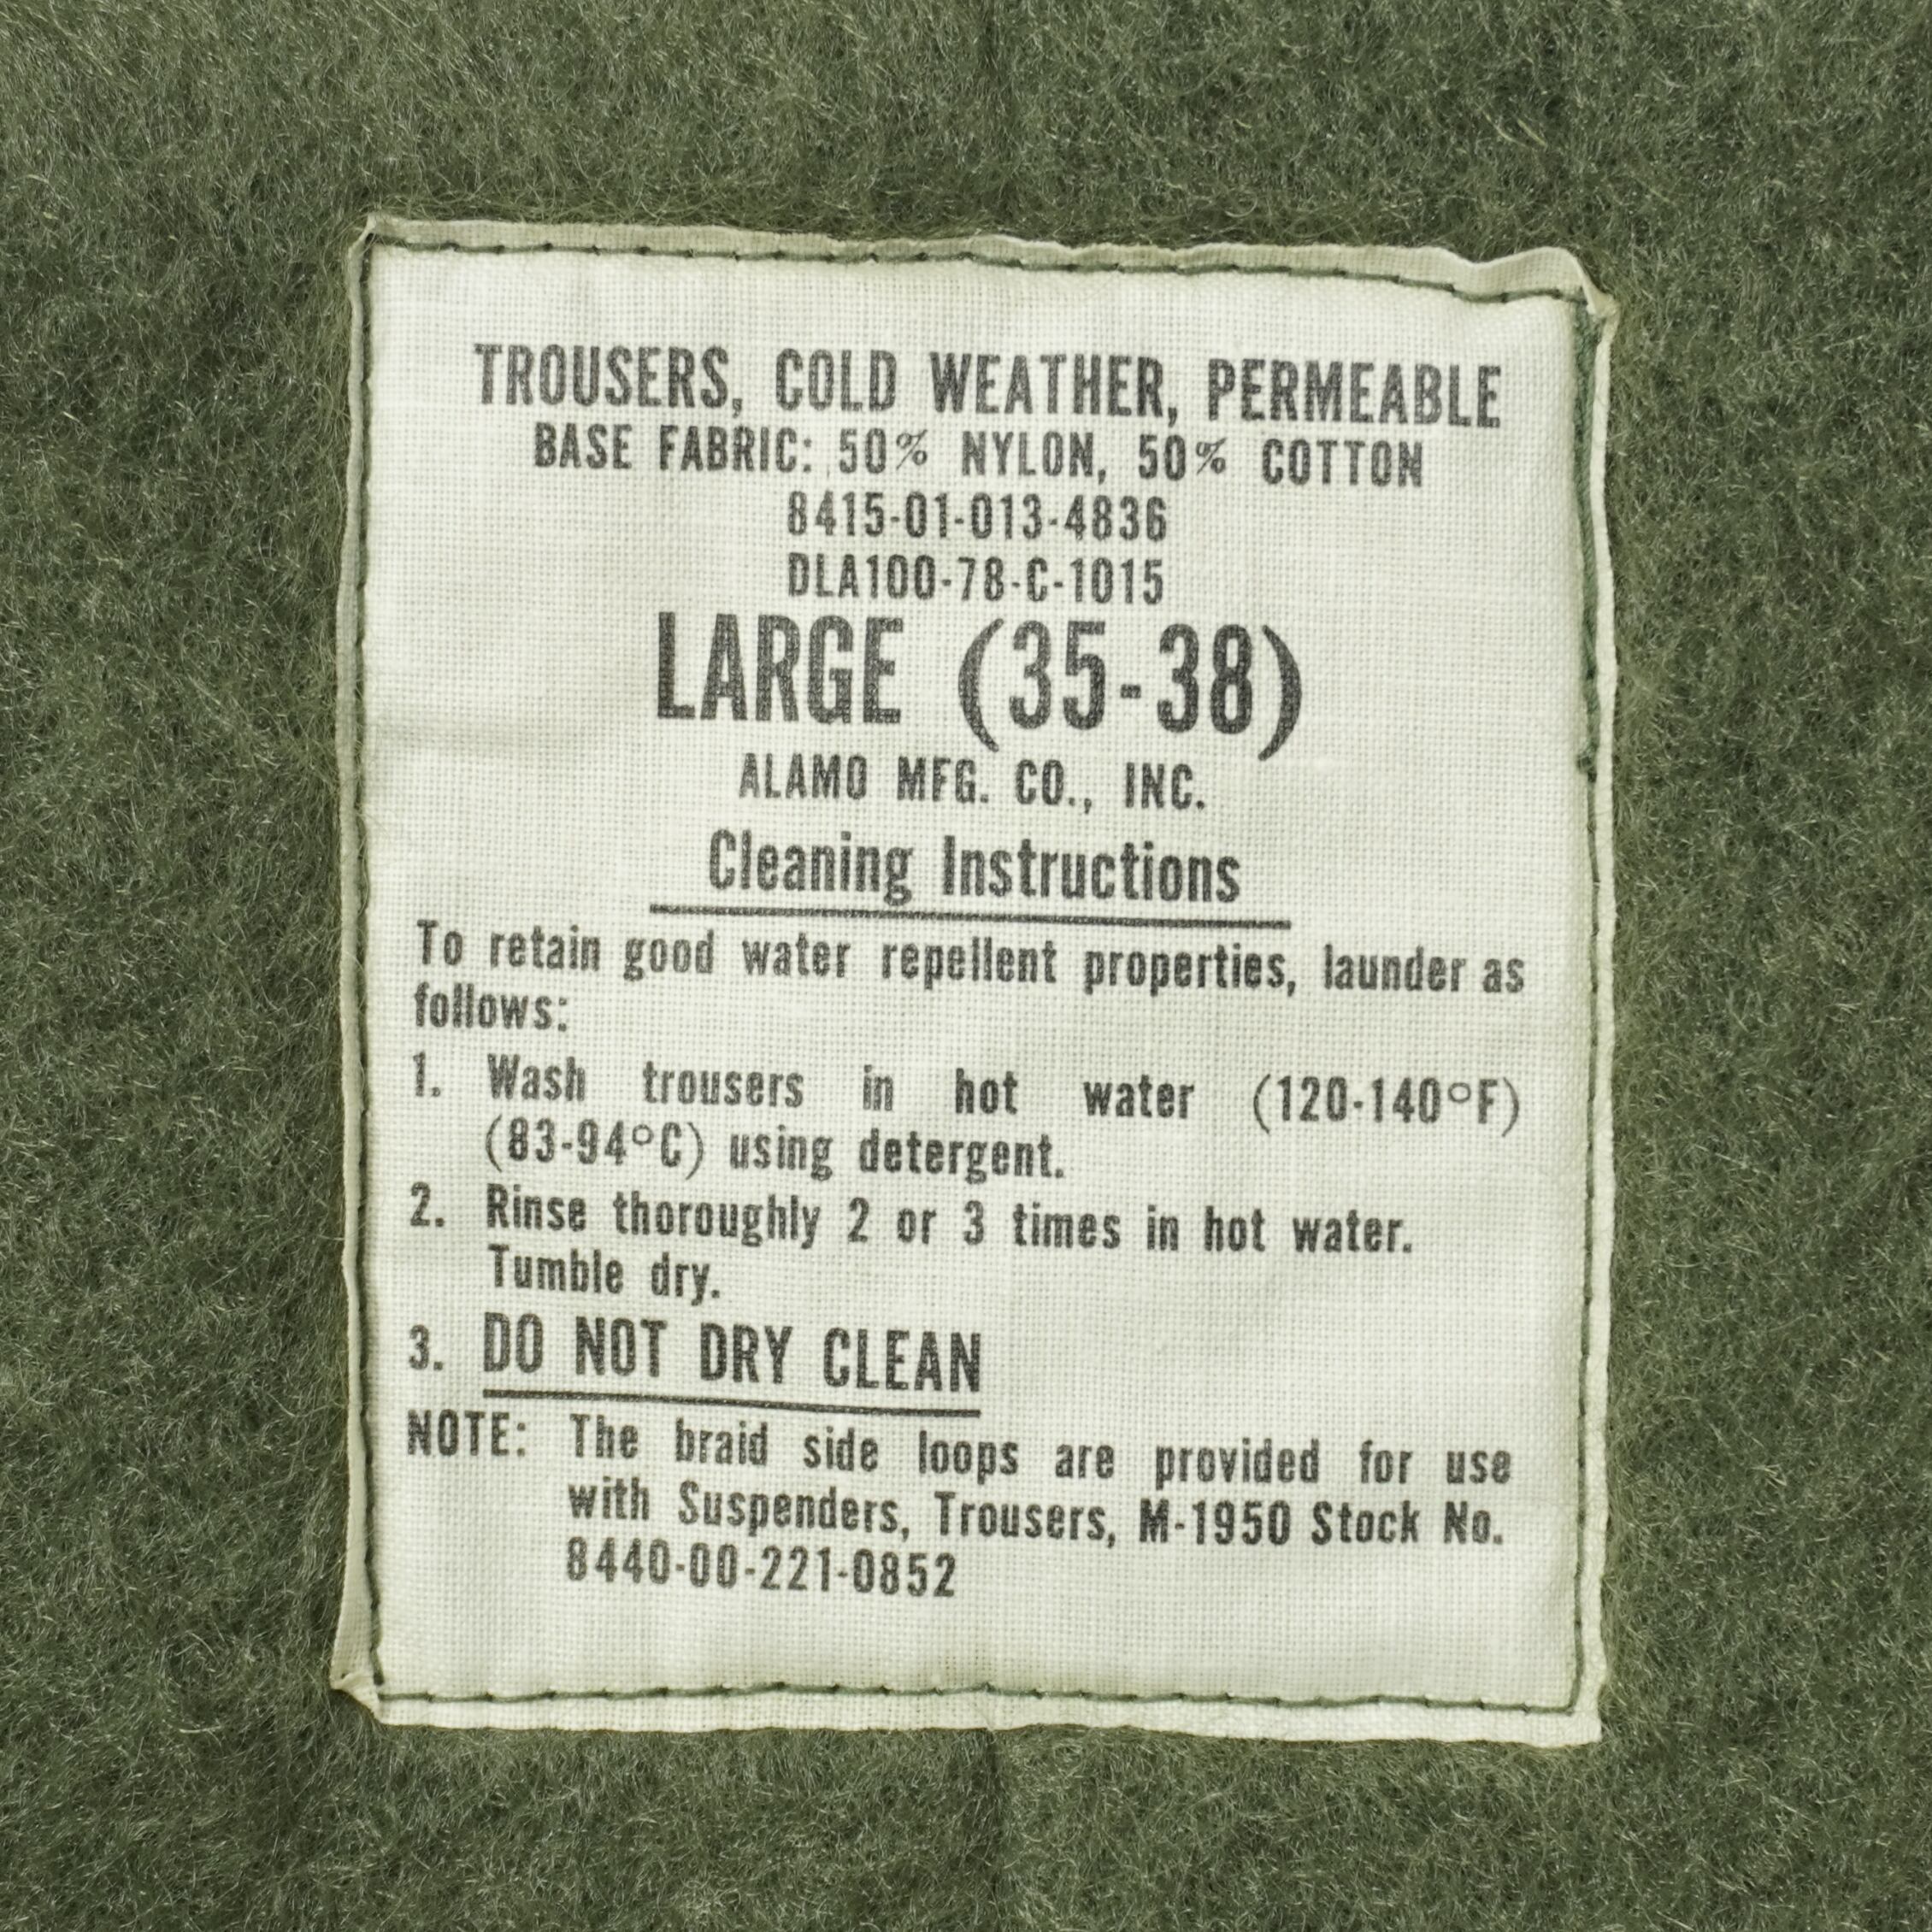 TROUSERS, COLD WEATHER, PERMEABLE
BASE FABRIC: 50% NYLON, 50% COTTON
8415-01-013-4836
DLA100-78-C-1015
LARGE (35-38)
ALAMO MFG. CO., INC.
Cleaning Instructions
To retain good water repellent properties, launder as
follows:
1. Wash trousers in hot water (120-140°F)
(83-94°C) using detergent.
2. Rinse thoroughly 2 or 3 times in hot water.
Tumble dry.
3. DO NOT DRY CLEAN
NOTE: The braid side loops are provided for use
with Suspenders, Trousers, M-1950 Stock No.
8440-00-221-0852